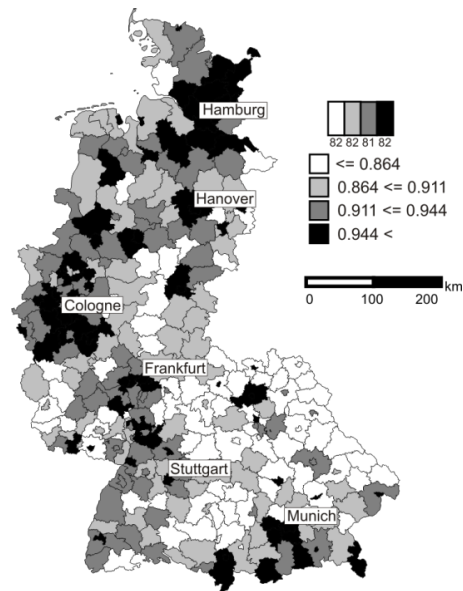 Hamburg
82 82 81 82
<= 0.864
0.864 <= 0.911
0.911 <= 0.944
0.944 <
Hanover
km
0 100 200
Cologne
Frankfurt
Stuttgart
Munich